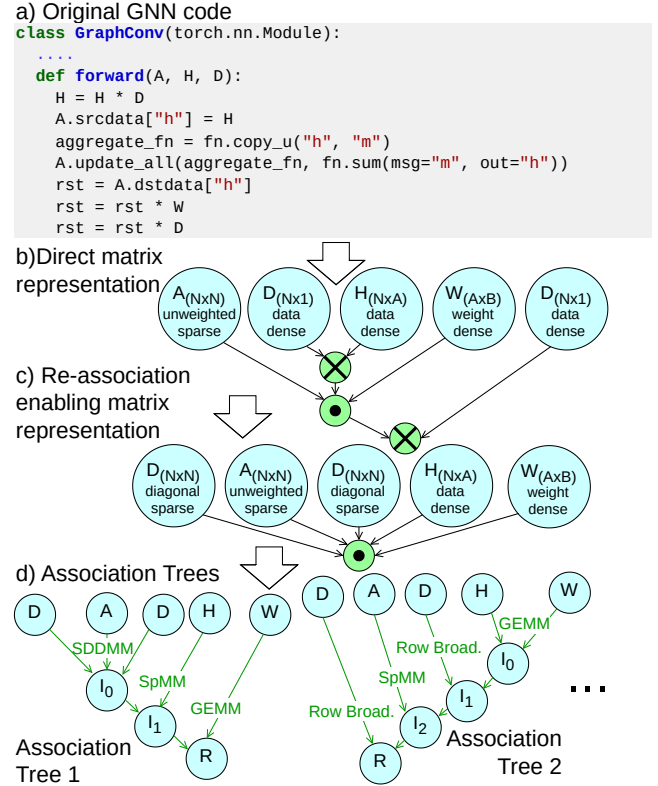 a) Original GNN code
class GraphConv(torch.nn.Module):
....
def forward(A, H, D):
H = H * D
A.srcdata["h"] = H
aggregate_fn = fn.copy_u("h", "m")
A.update_all(aggregate_fn, fn.sum(msg="m", out="h"))
rst = A.dstdata["h"]
rst = rst * W
rst = rst * D
b)Direct matrix
representation
A(NxN)
unweighted
sparse
D(Nx1)
data
dense
H(NxA)
data
dense
W(AxB)
weight
dense
D(Nx1)
data
dense
c) Re-association
enabling matrix
representation
D(NxN)
diagonal
sparse
A(NxN)
unweighted
sparse
D(NxN)
diagonal
sparse
H(NxA)
data
dense
W(AxB)
weight
dense
d) Association Trees
D
A
D
H
W
SDDMM
I0
SpMM
I1
GEMM
R
Association
Tree 1
D
A
D
H
W
GEMM
I0
Row Broad.
I1
SpMM
I2
Row Broad.
R
Association
Tree 2
...